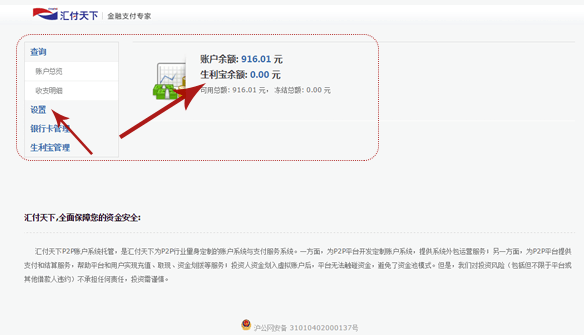 汇付天下 金融支付专家
查询
账户总览
收支明细
设置
银行卡管理
生利宝管理
账户余额: 916.01 元
生利宝余额: 0.00 元
可用总额: 916.01 元, 冻结总额: 0.00 元
汇付天下,全面保障您的资金安全:
汇付天下P2P账户系统托管，是汇付天下为P2P行业量身定制的账户系统与支付服务系统。一方面，为P2P平台开发定制账户系统，提供系统外包运营服务！另一方面，为P2P平台提供
支付和结算服务，帮助平台和用户实现充值、取现、资金划拨等服务！投资人资金划入虚拟账户后，平台无法触碰资金，避免了资金池模式。但是，我们对投资风险（包括但不限于平台或
其他借款人违约）不承担任何责任，投资需谨慎。
沪公网安备 31010402000137号